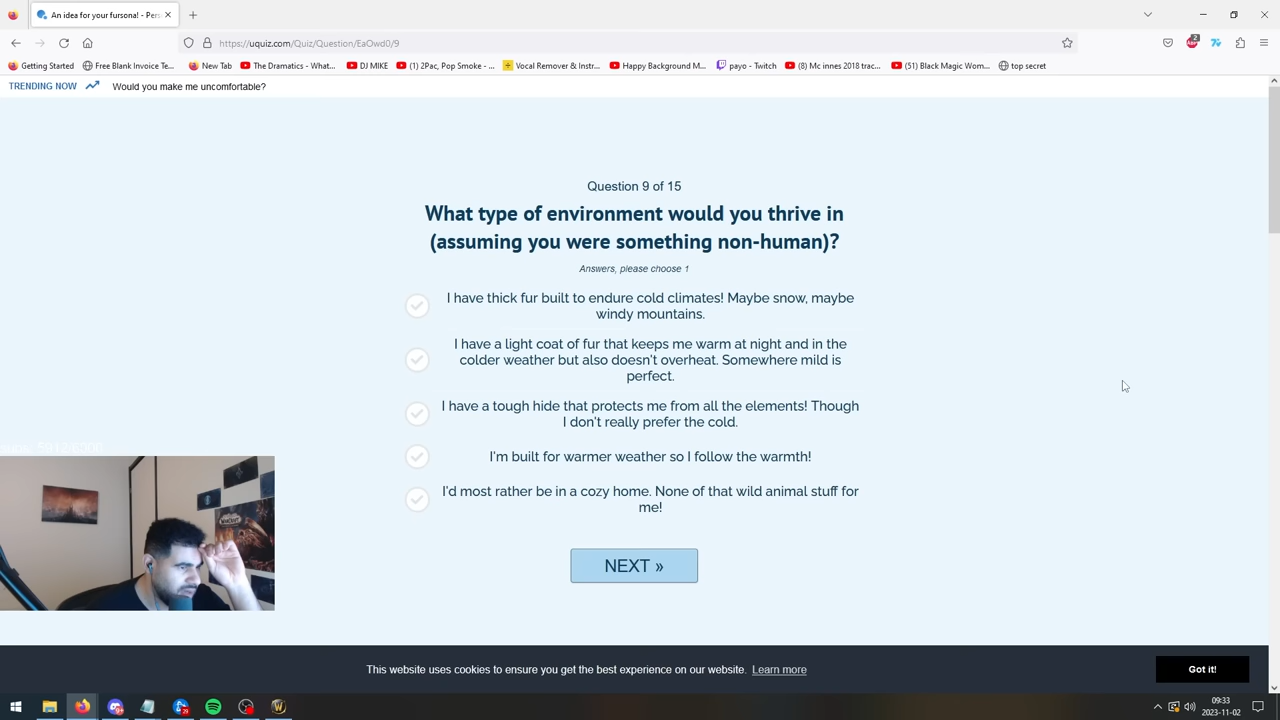 An idea for your fursona! - Pers
https://uquiz.com/Quiz/Question/EaOwd0/9
2
Getting Started
Free Blank Invoice Te...
New Tab
The Dramatics - What...
DJ MIKE
(1) 2Pac, Pop Smoke - ...
Vocal Remover & Instr...
Happy Background M...
payo - Twitch
(8) Mc innes 2018 trac...
(51) Black Magic Wom...
top secret
TRENDING NOW
Would you make me uncomfortable?
Question 9 of 15
What type of environment would you thrive in
(assuming you were something non-human)?
Answers, please choose 1
I have thick fur built to endure cold climates! Maybe snow, maybe
windy mountains.
I have a light coat of fur that keeps me warm at night and in the
colder weather but also doesn't overheat. Somewhere mild is
perfect.
I have a tough hide that protects me from all the elements! Though
I don't really prefer the cold.
I'm built for warmer weather so I follow the warmth!
I'd most rather be in a cozy home. None of that wild animal stuff for
me!
NEXT »
This website uses cookies to ensure you get the best experience on our website. Learn more
Got it!
09:33
2023-11-02